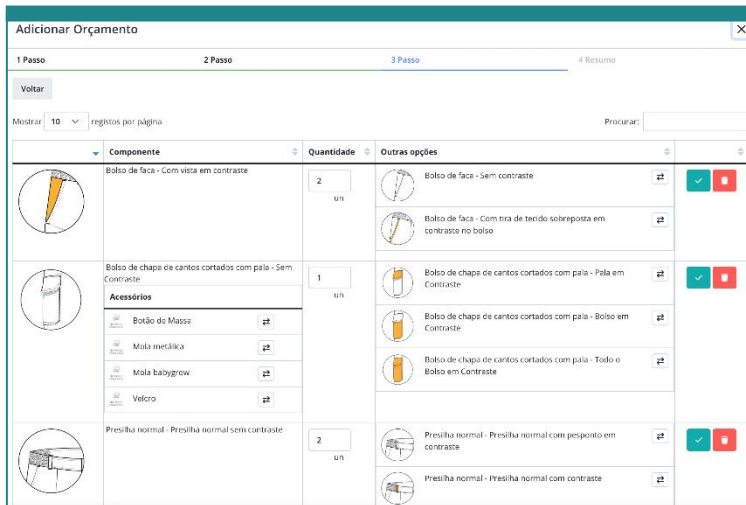 Adicionar Orçamento
1 Passo
2 Passo
3 Passo
4 Resumo
Voltar
Mostrar 10 registos por página
Procurar:
Componente
Quantidade
Outras opções
Bolso de faca - Com vista em contraste
2
un
Bolso de faca - Sem contraste
Bolso de faca - Com tira de tecido sobreposta em
contraste no bolso
Bolso de chapa de cantos cortados com pala - Sem
Contraste
Acessórios
Botão de Massa
Mola metálica
Mola babygrow
Velcro
1
un
Bolso de chapa de cantos cortados com pala - Pala em
Contraste
Bolso de chapa de cantos cortados com pala - Bolso em
Contraste
Bolso de chapa de cantos cortados com pala - Todo o
Bolso em Contraste
Presilha normal - Presilha normal sem contraste
2
un
Presilha normal - Presilha normal com pesponto em
contraste
Presilha normal - Presilha normal com contraste